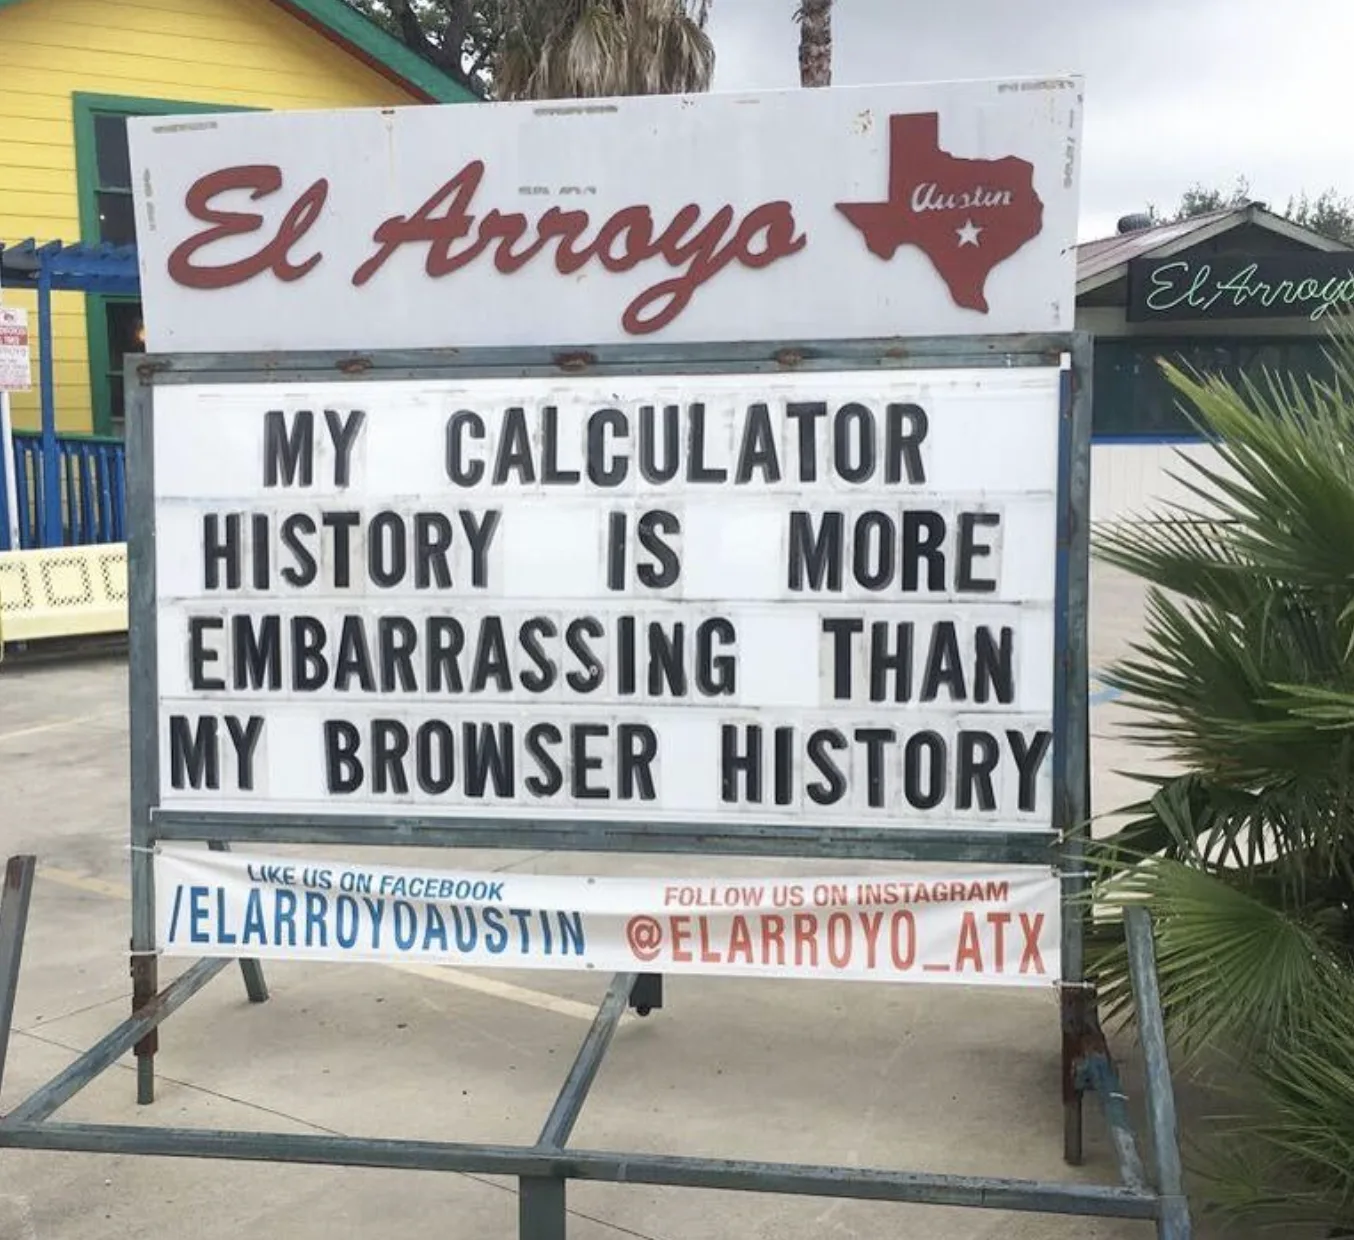 El Arroyo
Austin
El Arroyo
MY CALCULATOR
HISTORY IS MORE
EMBARRASSING THAN
MY BROWSER HISTORY
LIKE US ON FACEBOOK
/ELARROYOAUSTIN
FOLLOW US ON INSTAGRAM
@ELARROYO_ATX